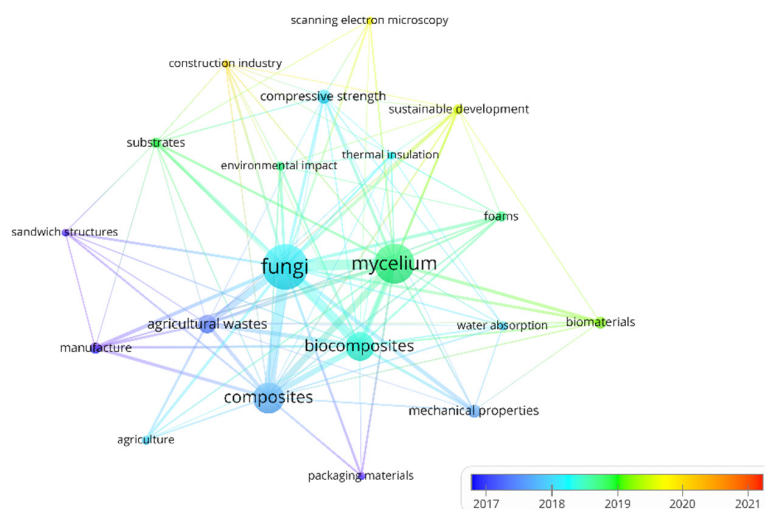 scanning electron microscopy
construction industry
compressive strength
sustainable development
substrates
thermal insulation
environmental impact
foams
sandwich structures
fungi
mycelium
agricultural wastes
water absorption
biomaterials
manufacture
biocomposites
composites
mechanical properties
agriculture
packaging materials
2017 2018 2019 2020 2021